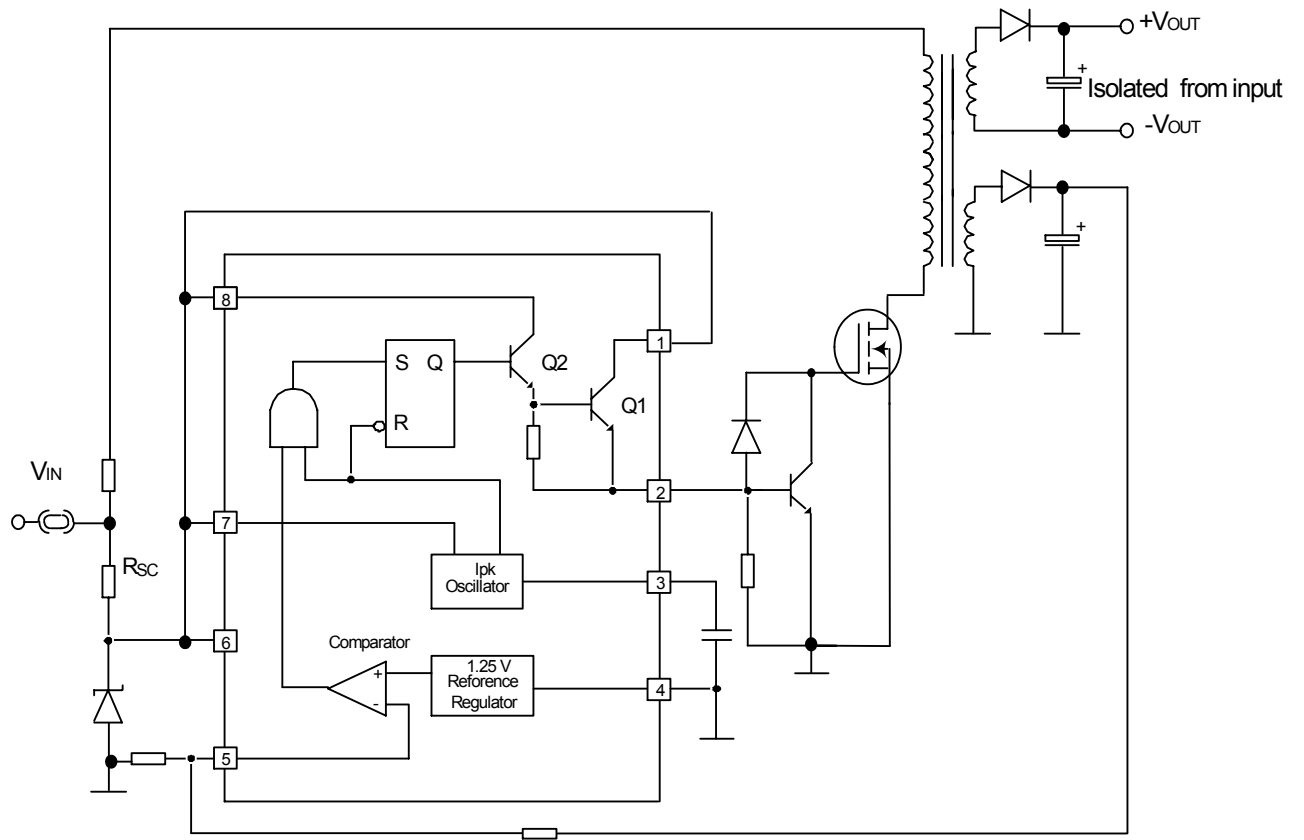 +VOUT
+
Isolated from input
-VOUT
+
8
1
S Q
Q2
R
Q1
VIN
2
7
RSC
Ipk
Oscillator
3
6
Comparator
+
-
1.25 V
Reforence
Regulator
4
5